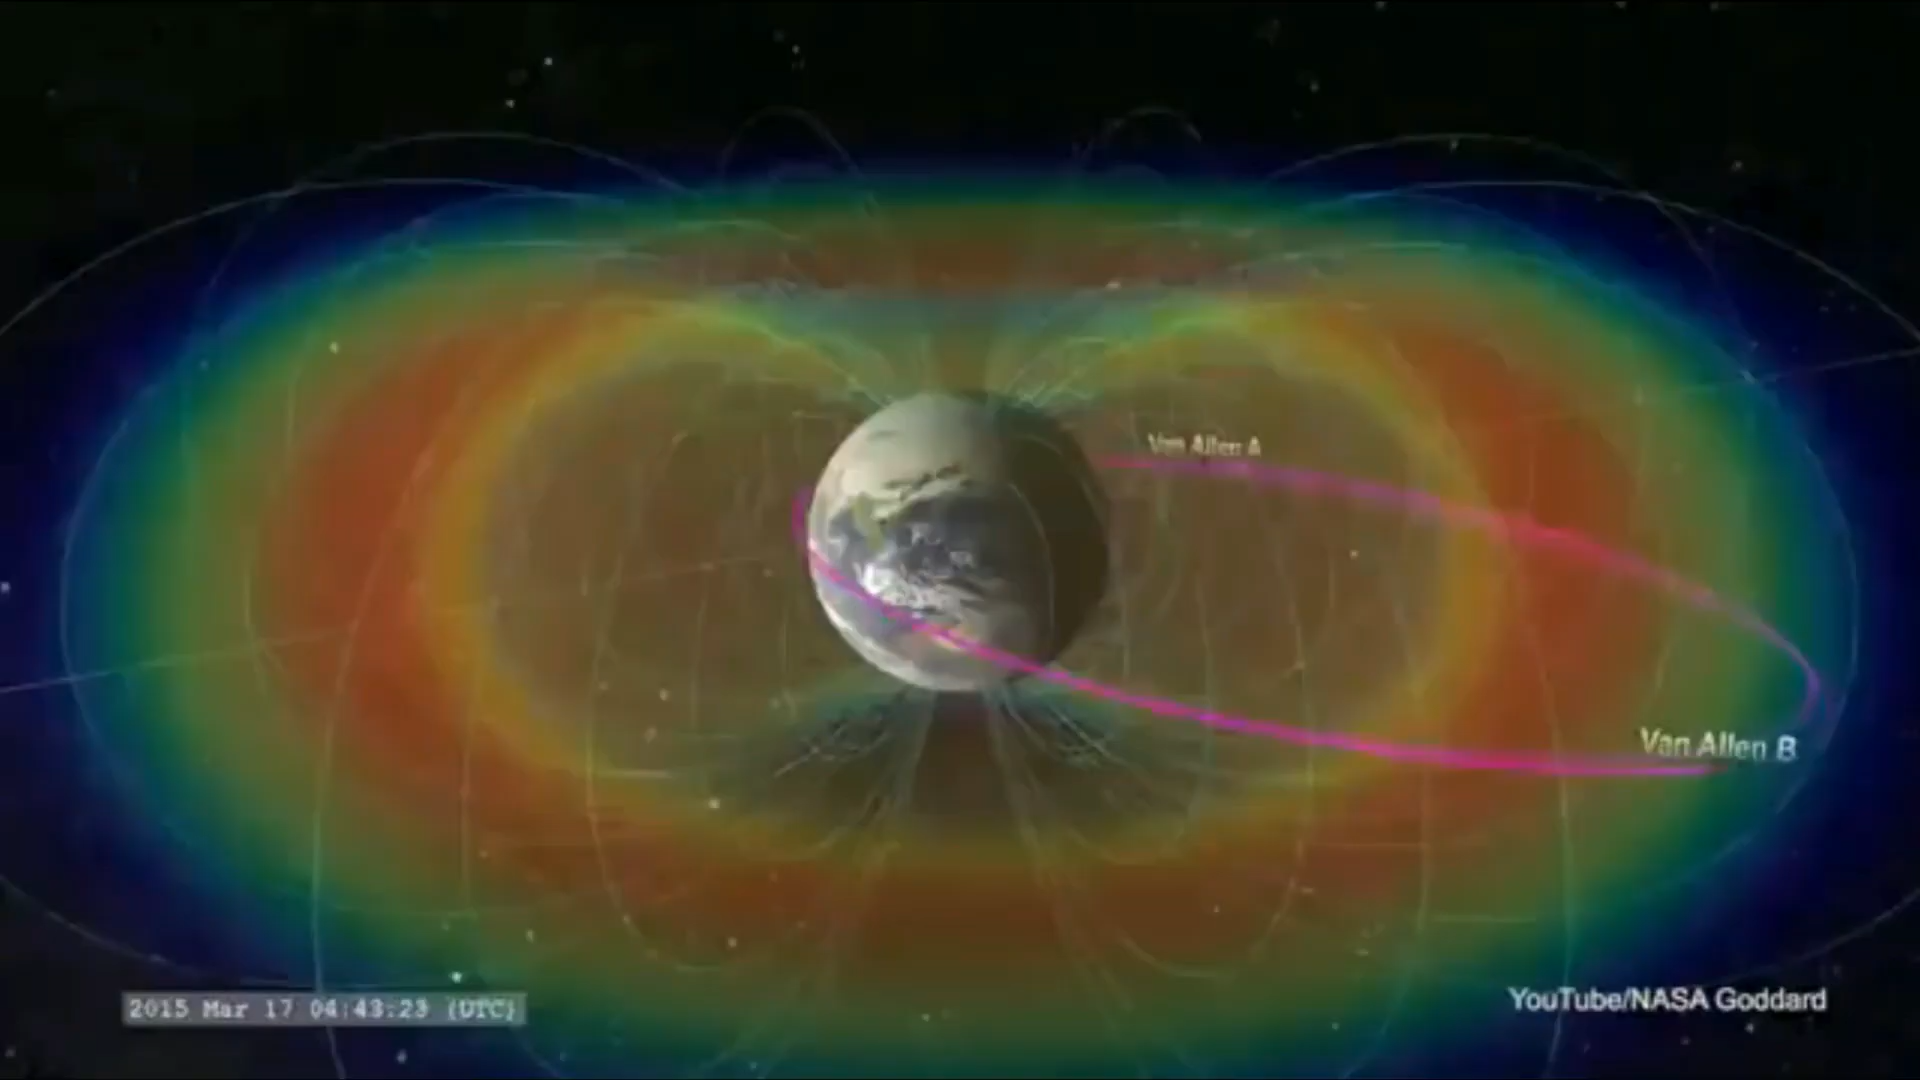 Van Allen A
Van Allen B
2015 Mar 17 04:43:23 (UTC)
YouTube/NASA Goddard